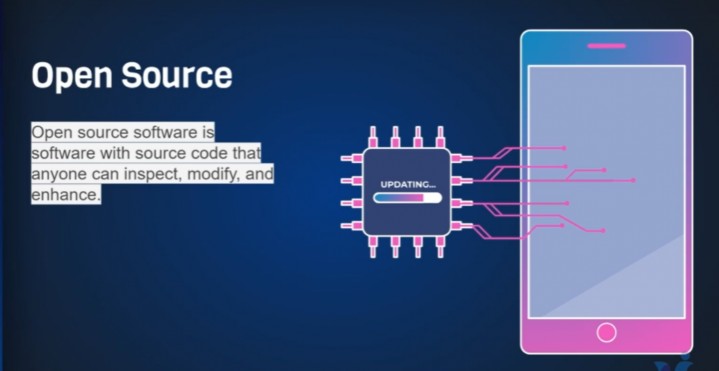 Open Source
Open source software is
software with source code that
anyone can inspect, modify, and
enhance.
UPDATING...